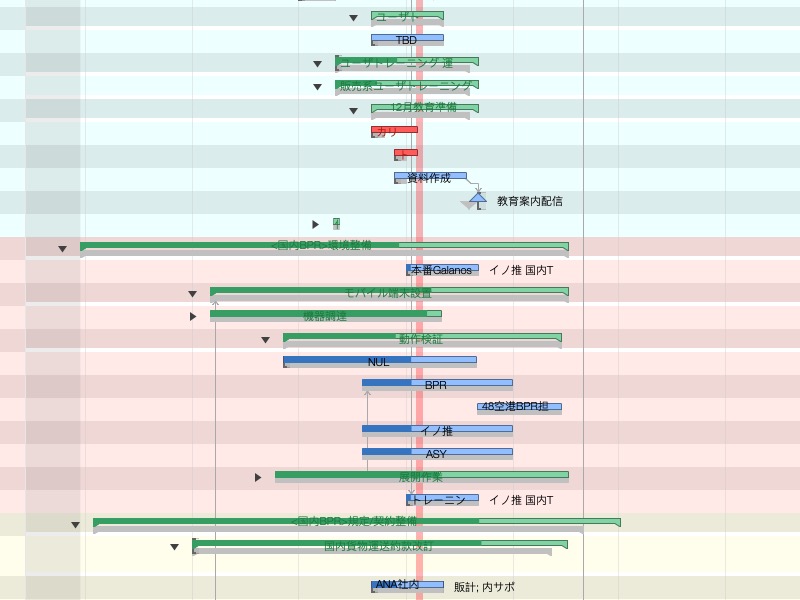 ユーザト
TBD
ユーザトレーニング 運
販売系ユーザトレーニング
12月教育準備
カリ
ト
資料作成
教育案内配信
<国内BPR>環境整備
本番Galanos イノ推 国内T
モバイル端末設置
機器調達
動作検証
NUL
BPR
48空港BPR担
イノ推
ASY
展開作業
トレーニン イノ推 国内T
<国内BPR>規定/契約整備
国内貨物運送約款改訂
ANA社内 販計; 内サポ